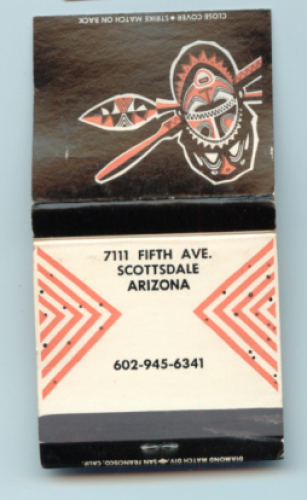 CLOSE COVER ★ STRIKE MATCH ON BACK
7111 FIFTH AVE.
SCOTTSDALE
ARIZONA
602-945-6341
DIAMOND MATCH DIV. SAN FRANCISCO, CALIF.